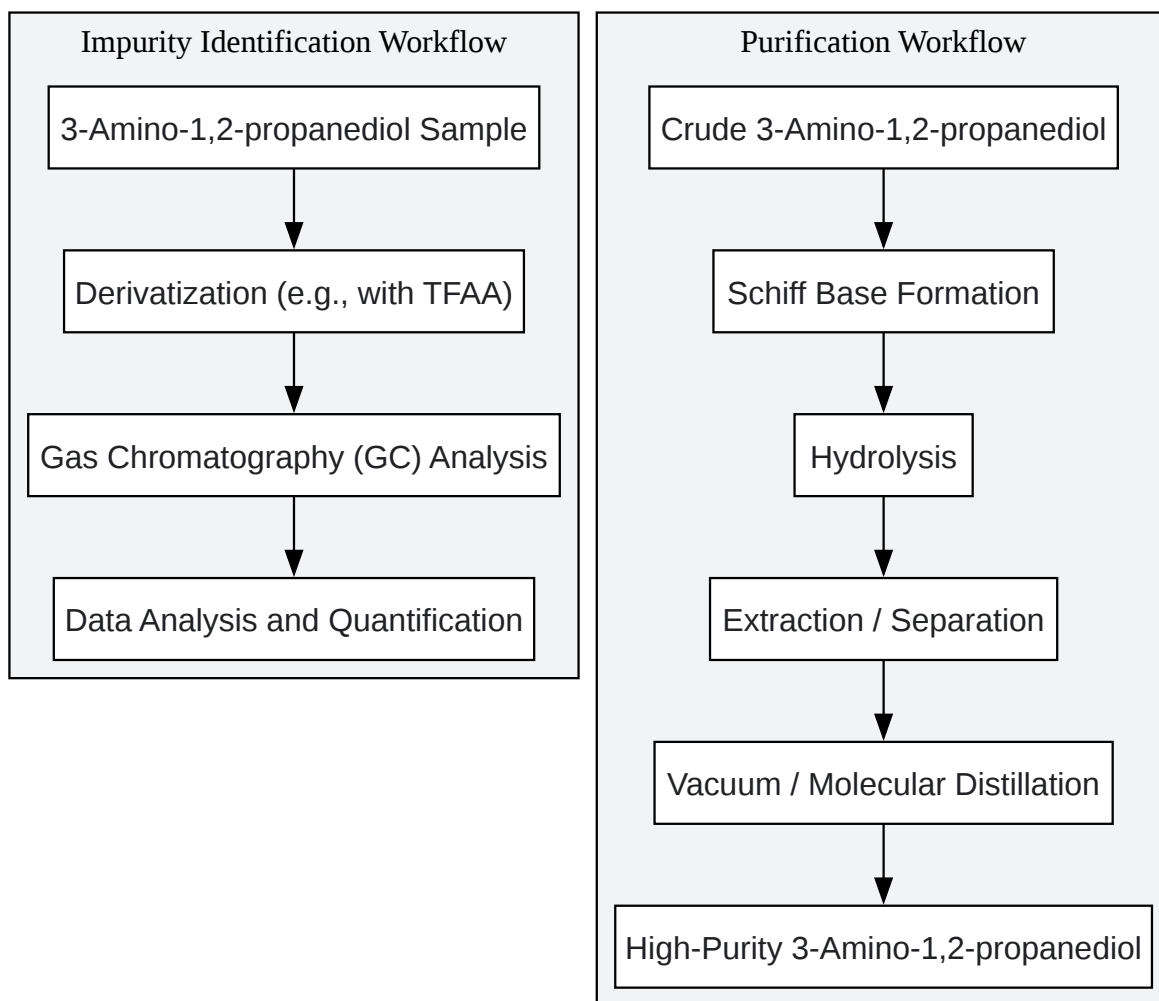 Impurity Identification Workflow
3-Amino-1,2-propanediol Sample
Derivatization (e.g., with TFAA)
Gas Chromatography (GC) Analysis
Data Analysis and Quantification
Purification Workflow
Crude 3-Amino-1,2-propanediol
Schiff Base Formation
Hydrolysis
Extraction / Separation
Vacuum / Molecular Distillation
High-Purity 3-Amino-1,2-propanediol